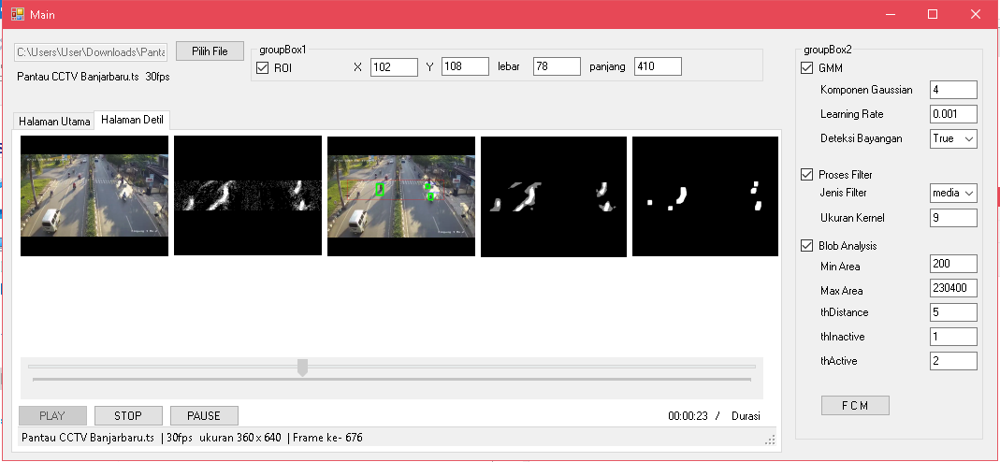 Main
C:\Users\User\Downloads\Panta
Pilih File
Pantau CCTV Banjarbaru.ts 30fps
groupBox1
ROI X 102 Y 108 lebar 78 panjang 410
Halaman Utama Halaman Detil
groupBox2
GMM
Komponen Gaussian 4
Learning Rate 0.001
Deteksi Bayangan True
Proses Filter
Jenis Filter media
Ukuran Kernel 9
Blob Analysis
Min Area 200
Max Area 230400
thDistance 5
thInactive 1
thActive 2
F C M
PLAY STOP PAUSE
00:00:23 / Durasi
Pantau CCTV Banjarbaru.ts | 30fps ukuran 360 x 640 | Frame ke- 676